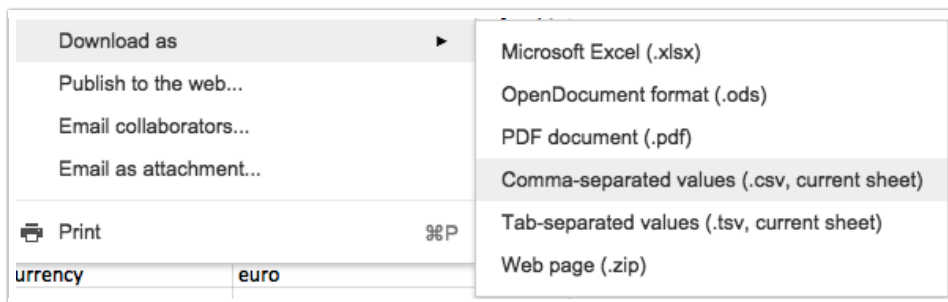 Download as
Publish to the web...
Email collaborators...
Email as attachment...
Print ⌘P
urrency euro
Microsoft Excel (.xlsx)
OpenDocument format (.ods)
PDF document (.pdf)
Comma-separated values (.csv, current sheet)
Tab-separated values (.tsv, current sheet)
Web page (.zip)